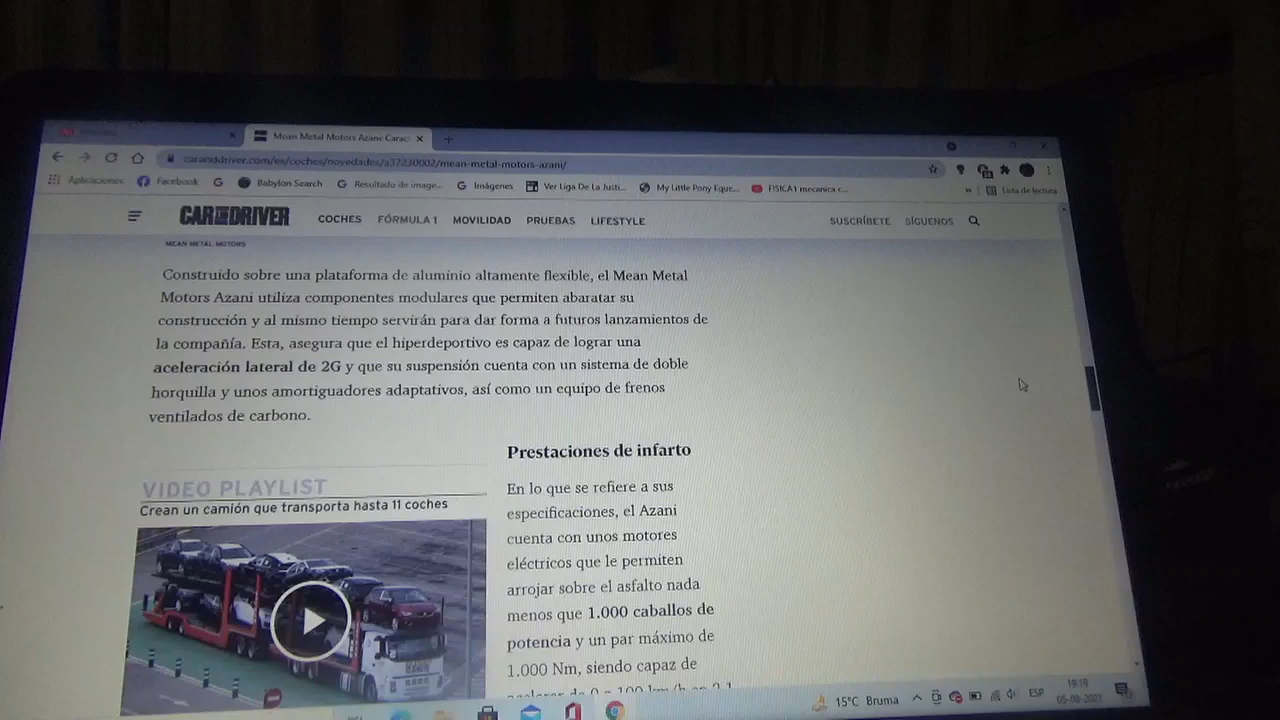 Mean Metal Motors Azani: Carac
caranddriver.com/es/coches/novedades/a37230002/mean-metal-motors-azani/
Aplicaciones Facebook Babylon Search Resultado de image... Imágenes Ver Liga De La Justi... My Little Pony Eque... FISICA1 mecanica c... » Lista de lectura
CAR AND DRIVER COCHES FÓRMULA 1 MOVILIDAD PRUEBAS LIFESTYLE SUSCRÍBETE SÍGUENOS
MEAN METAL MOTORS
Construido sobre una plataforma de aluminio altamente flexible, el Mean Metal
Motors Azani utiliza componentes modulares que permiten abaratar su
construcción y al mismo tiempo servirán para dar forma a futuros lanzamientos de
la compañía. Esta, asegura que el hiperdeportivo es capaz de lograr una
aceleración lateral de 2G y que su suspensión cuenta con un sistema de doble
horquilla y unos amortiguadores adaptativos, así como un equipo de frenos
ventilados de carbono.
VIDEO PLAYLIST
Crean un camión que transporta hasta 11 coches
Prestaciones de infarto
En lo que se refiere a sus
especificaciones, el Azani
cuenta con unos motores
eléctricos que le permiten
arrojar sobre el asfalto nada
menos que 1.000 caballos de
potencia y un par máximo de
1.000 Nm, siendo capaz de
acelerar de 0 a 100 km/h en 2,1
15°C Bruma ESP
19:19
05-08-2021